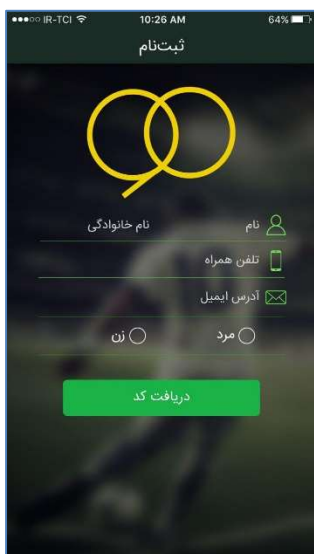 IR-TCI 10:26 AM 64%
ثبت‌نام
90
نام نام خانوادگی
تلفن همراه
آدرس ایمیل
مرد زن
دریافت کد